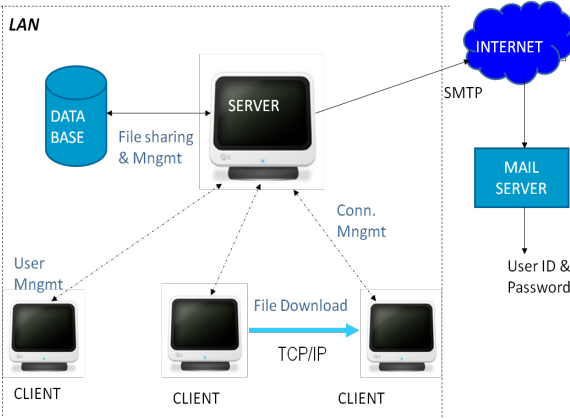 LAN
INTERNET
SERVER
SMTP
DATA
BASE
File sharing
& Mngmt
MAIL
SERVER
Conn.
Mngmt
User
Mngmt
User ID &
Password
File Download
TCP/IP
CLIENT
CLIENT
CLIENT